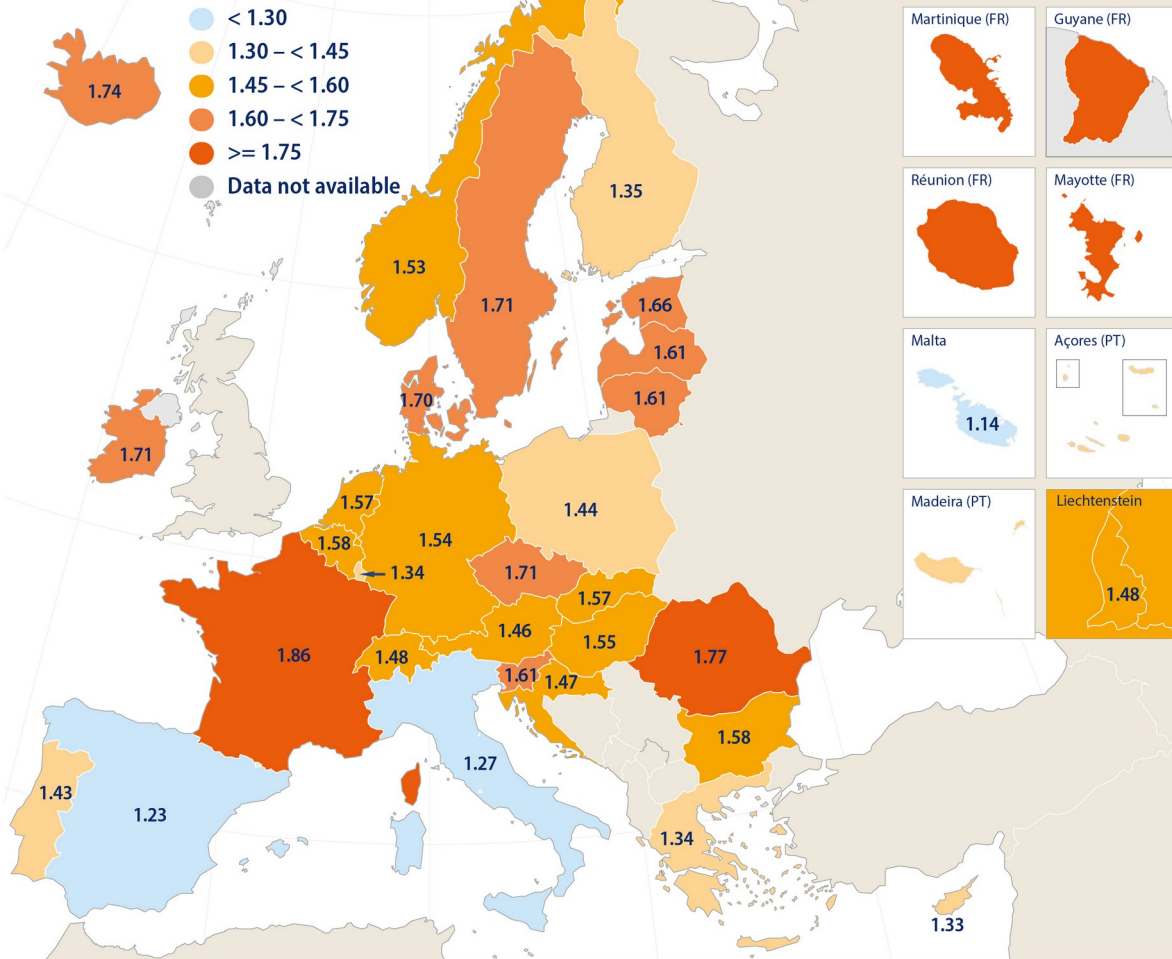 < 1.30
1.30 – < 1.45
1.45 – < 1.60
1.60 – < 1.75
>= 1.75
Data not available
Martinique (FR)
Guyane (FR)
Réunion (FR)
Mayotte (FR)
Malta
1.14
Açores (PT)
Madeira (PT)
Liechtenstein
1.48
1.74
1.35
1.53
1.71
1.66
1.61
1.61
1.70
1.71
1.57
1.58
1.54
1.44
1.34
1.71
1.57
1.46
1.55
1.86
1.48
1.61
1.47
1.77
1.58
1.27
1.43
1.23
1.34
1.33